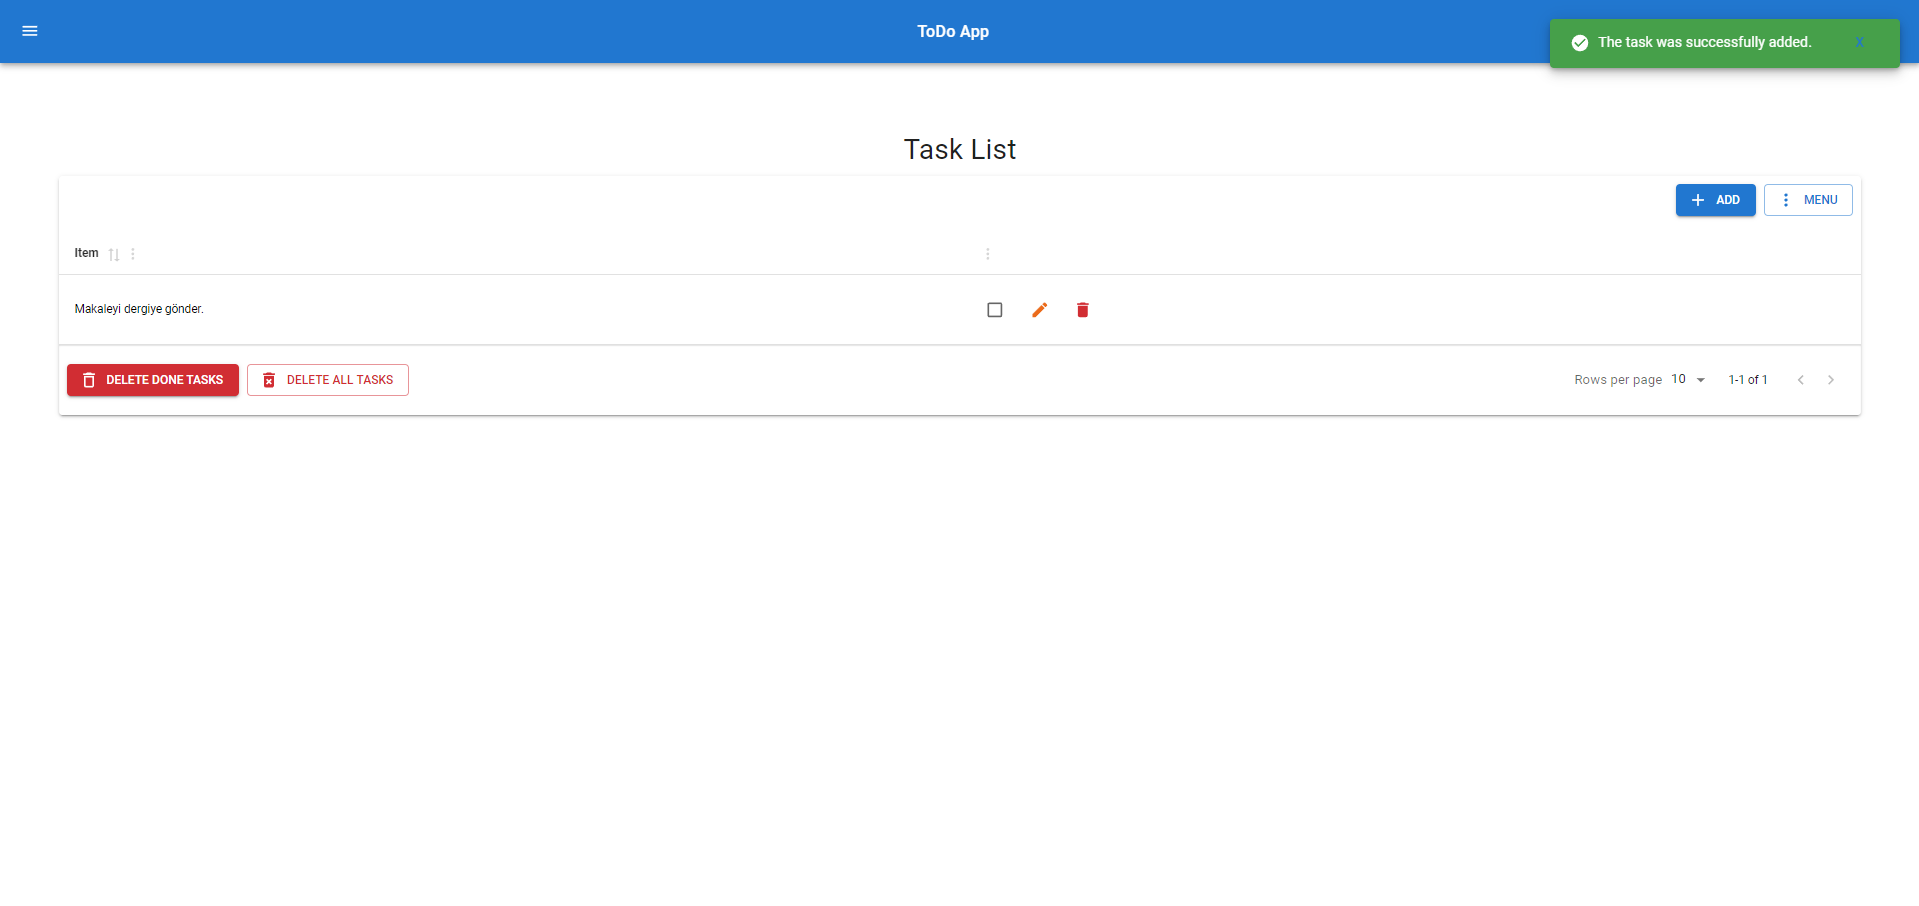 ToDo App
The task was successfully added. X
Task List
ADD MENU
Item
Makaleyi dergiye gönder.
DELETE DONE TASKS DELETE ALL TASKS Rows per page 10 1-1 of 1